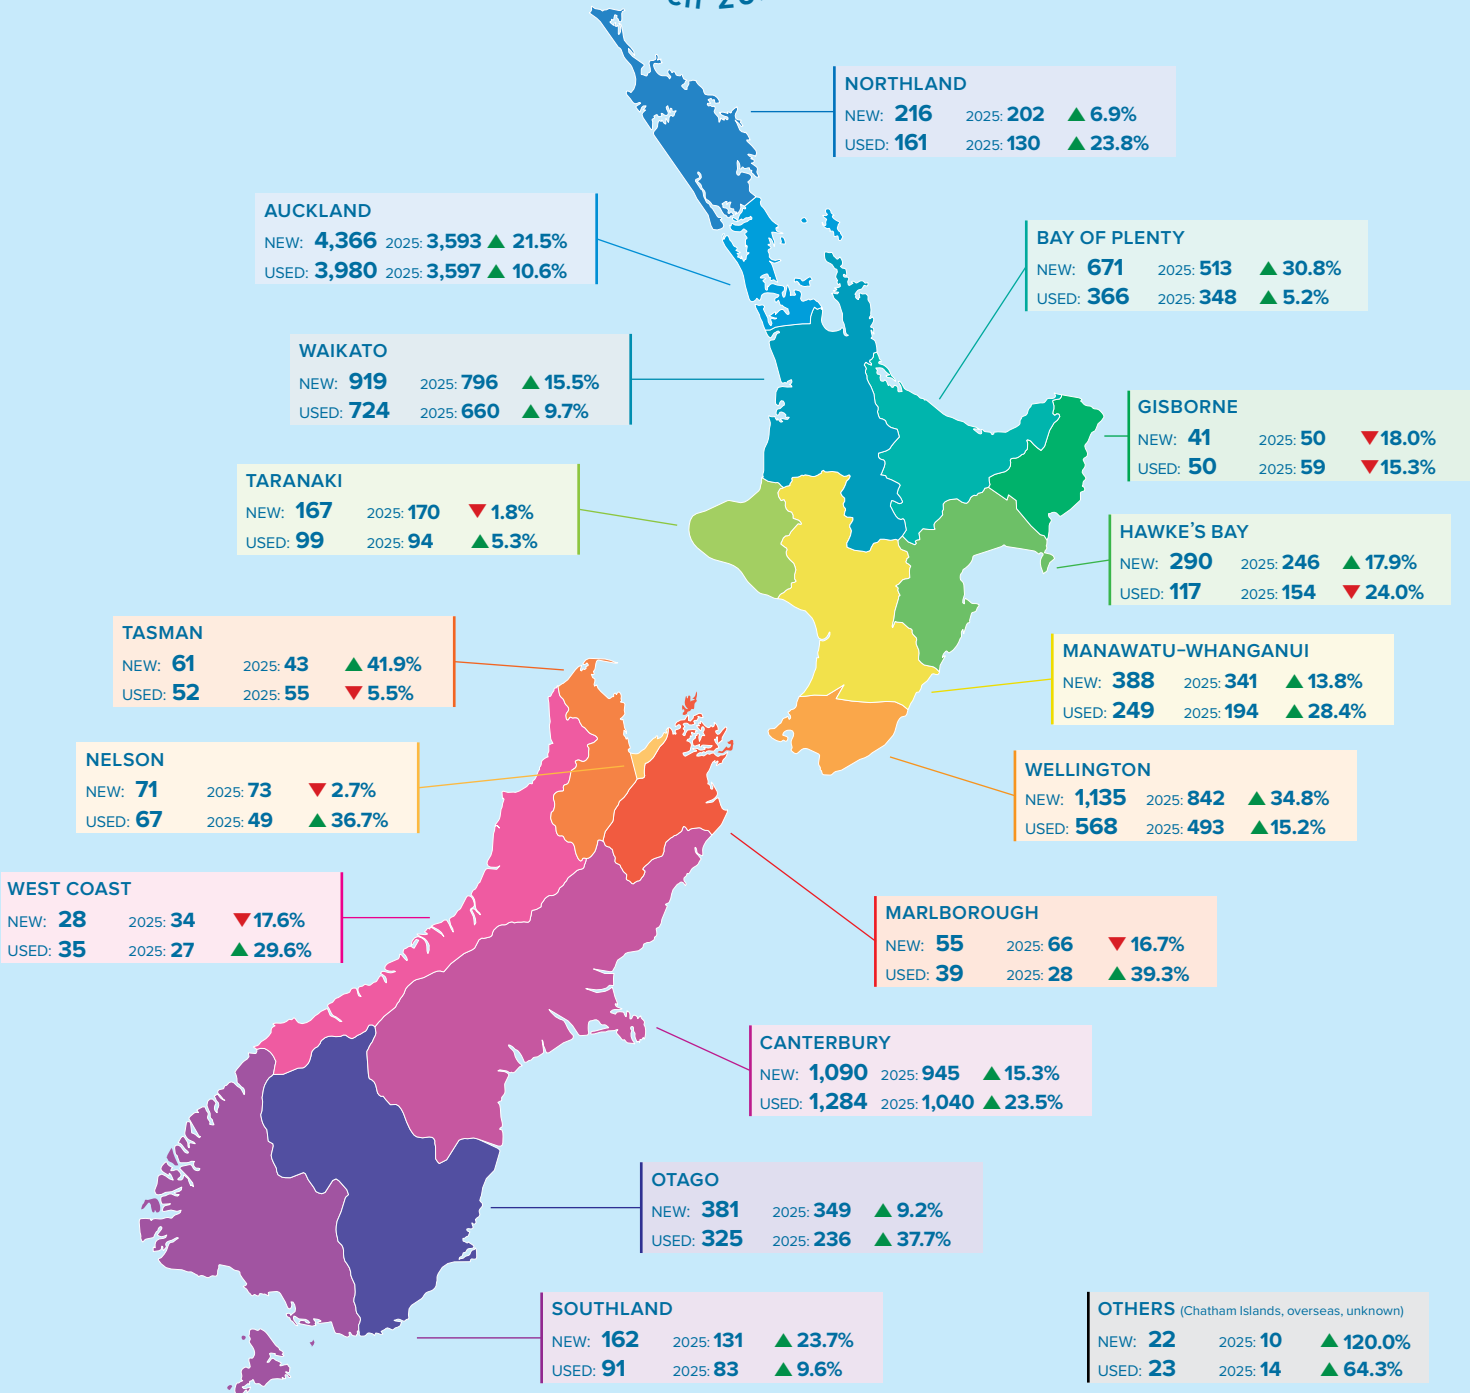 NORTHLAND
NEW: 216 2025: 202 ▲ 6.9%
USED: 161 2025: 130 ▲ 23.8%
AUCKLAND
NEW: 4,366 2025: 3,593 ▲ 21.5%
USED: 3,980 2025: 3,597 ▲ 10.6%
BAY OF PLENTY
NEW: 671 2025: 513 ▲ 30.8%
USED: 366 2025: 348 ▲ 5.2%
WAIKATO
NEW: 919 2025: 796 ▲ 15.5%
USED: 724 2025: 660 ▲ 9.7%
GISBORNE
NEW: 41 2025: 50 ▼ 18.0%
USED: 50 2025: 59 ▼ 15.3%
TARANAKI
NEW: 167 2025: 170 ▼ 1.8%
USED: 99 2025: 94 ▲ 5.3%
HAWKE'S BAY
NEW: 290 2025: 246 ▲ 17.9%
USED: 117 2025: 154 ▼ 24.0%
TASMAN
NEW: 61 2025: 43 ▲ 41.9%
USED: 52 2025: 55 ▼ 5.5%
MANAWATU-WHANGANUI
NEW: 388 2025: 341 ▲ 13.8%
USED: 249 2025: 194 ▲ 28.4%
NELSON
NEW: 71 2025: 73 ▼ 2.7%
USED: 67 2025: 49 ▲ 36.7%
WELLINGTON
NEW: 1,135 2025: 842 ▲ 34.8%
USED: 568 2025: 493 ▲ 15.2%
WEST COAST
NEW: 28 2025: 34 ▼ 17.6%
USED: 35 2025: 27 ▲ 29.6%
MARLBOROUGH
NEW: 55 2025: 66 ▼ 16.7%
USED: 39 2025: 28 ▲ 39.3%
CANTERBURY
NEW: 1,090 2025: 945 ▲ 15.3%
USED: 1,284 2025: 1,040 ▲ 23.5%
OTAGO
NEW: 381 2025: 349 ▲ 9.2%
USED: 325 2025: 236 ▲ 37.7%
SOUTHLAND
NEW: 162 2025: 131 ▲ 23.7%
USED: 91 2025: 83 ▲ 9.6%
OTHERS (Chatham Islands, overseas, unknown)
NEW: 22 2025: 10 ▲ 120.0%
USED: 23 2025: 14 ▲ 64.3%